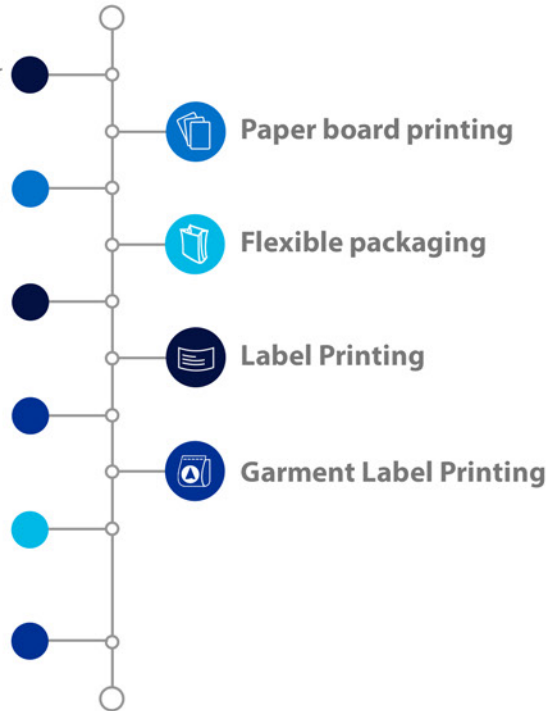 Paper board printing
Flexible packaging
Label Printing
Garment Label Printing